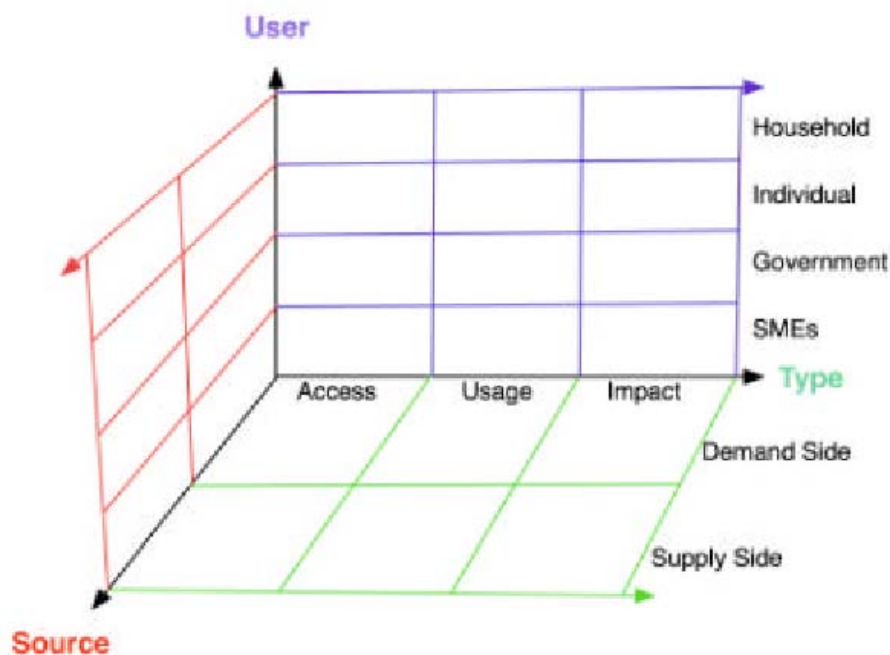 User
Household
Individual
Government
SMEs
Type
Access Usage Impact
Demand Side
Supply Side
Source